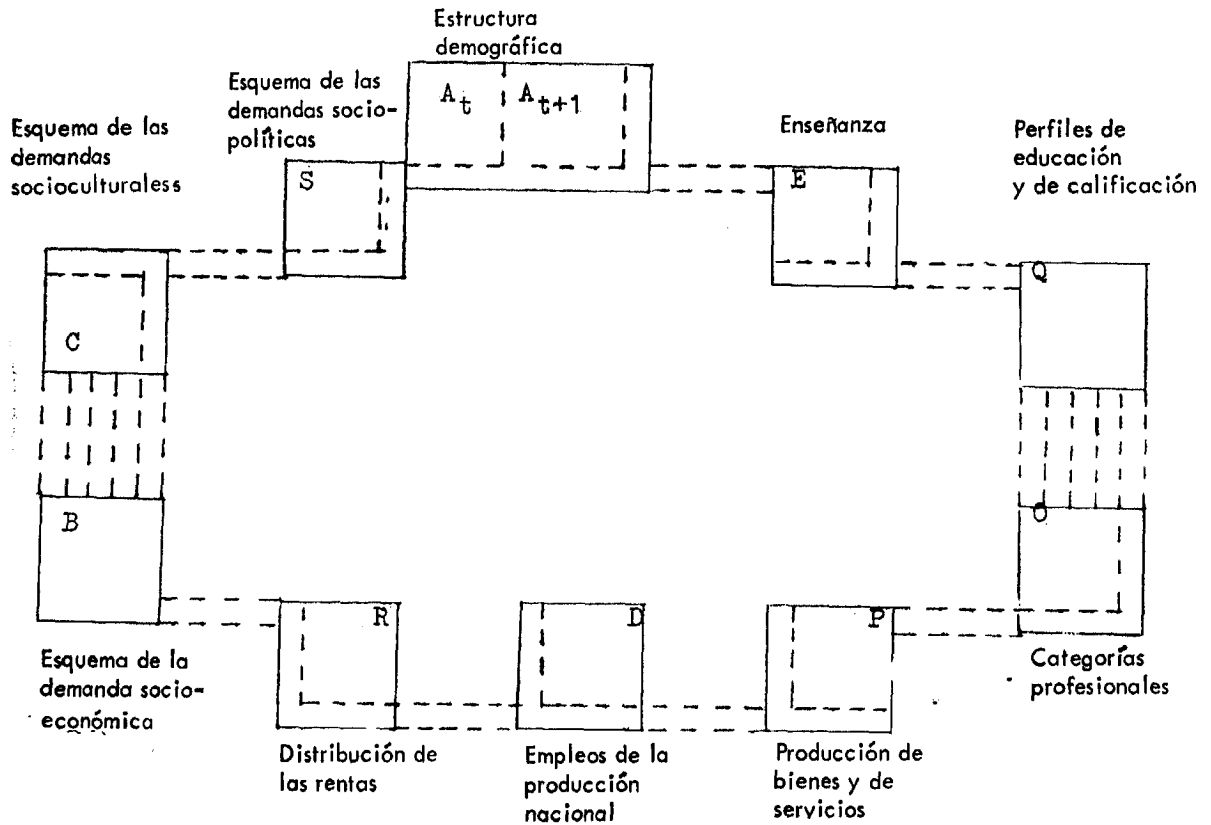 Estructura
demográfica
A_t A_{t+1}
Esquema de las
demandas socio-
políticas
S
Enseñanza
E
Esquema de las
demandas
socioculturaless
C
Perfiles de
educación
y de calificación
Q
B
Esquema de la
demanda socio-
económica
R
Distribución de
las rentas
D
Empleos de la
producción
nacional
P
Producción de
bienes y de
servicios
O
Categorías
profesionales